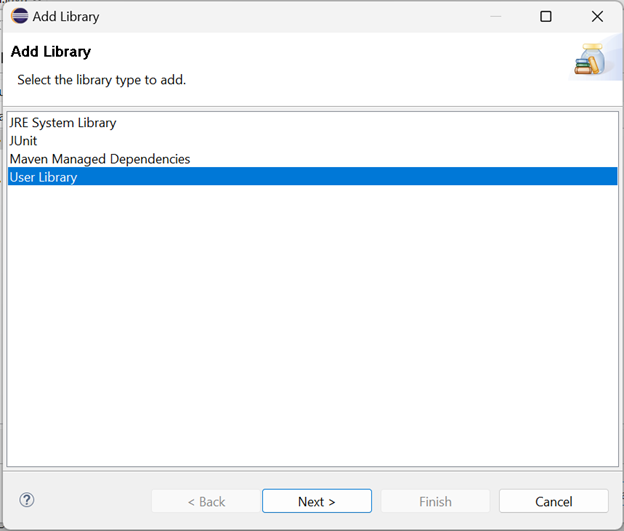 Add Library
Add Library
Select the library type to add.
JRE System Library
JUnit
Maven Managed Dependencies
User Library
?
< Back
Next >
Finish
Cancel